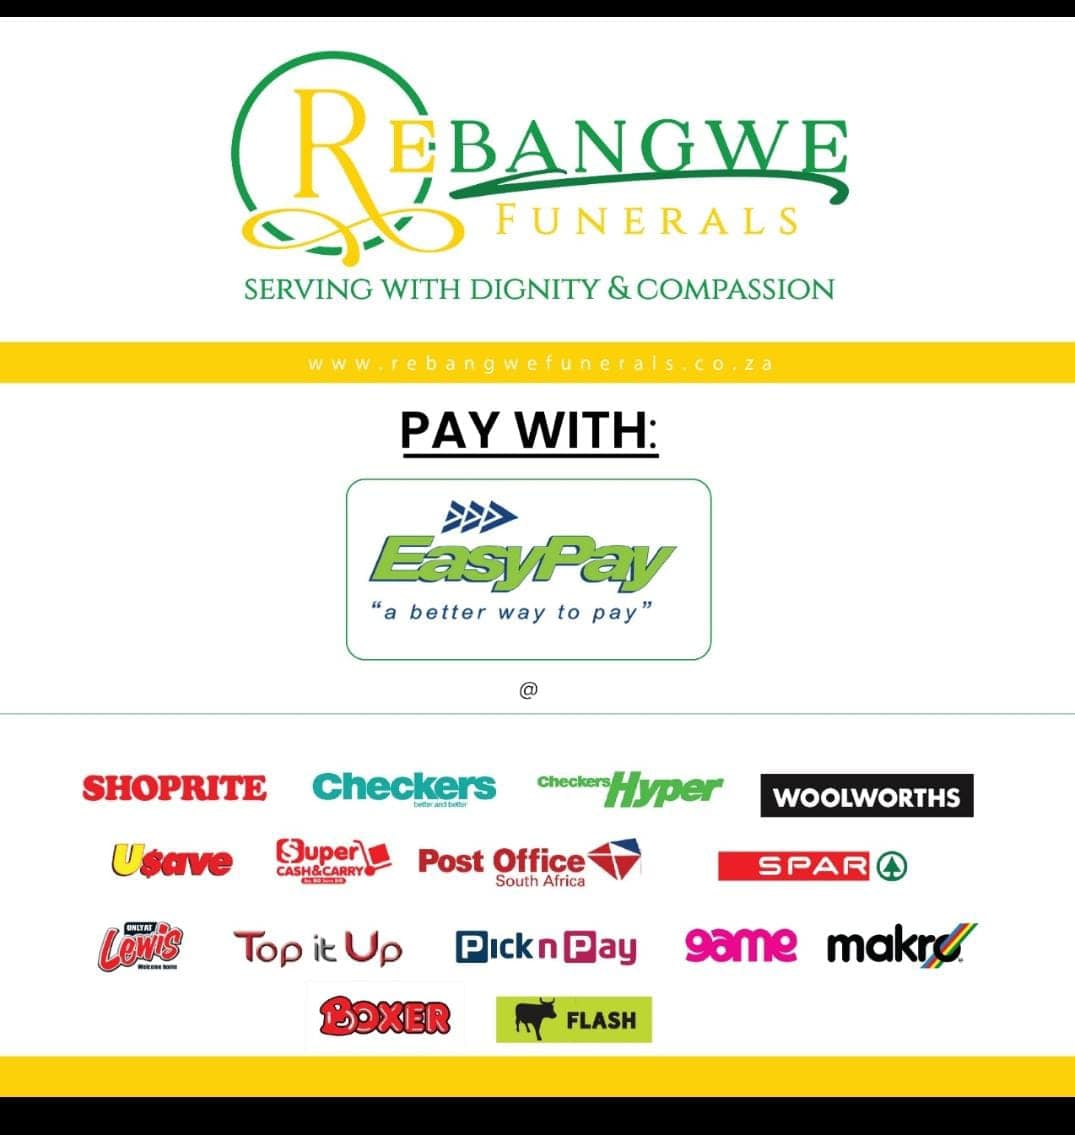 REBANGWE
FUNERALS
SERVING WITH DIGNITY & COMPASSION
www.rebangwefunerals.co.za
PAY WITH:
EasyPay
“a better way to pay”
@
SHOPRITE Checkers Checkers Hyper WOOLWORTHS
better and better
Usave Super Post Office SPAR
CASH&CARRY South Africa
ONLY AT
Lewis Top it Up Pick n Pay game makro
Welcome home
BOXER FLASH